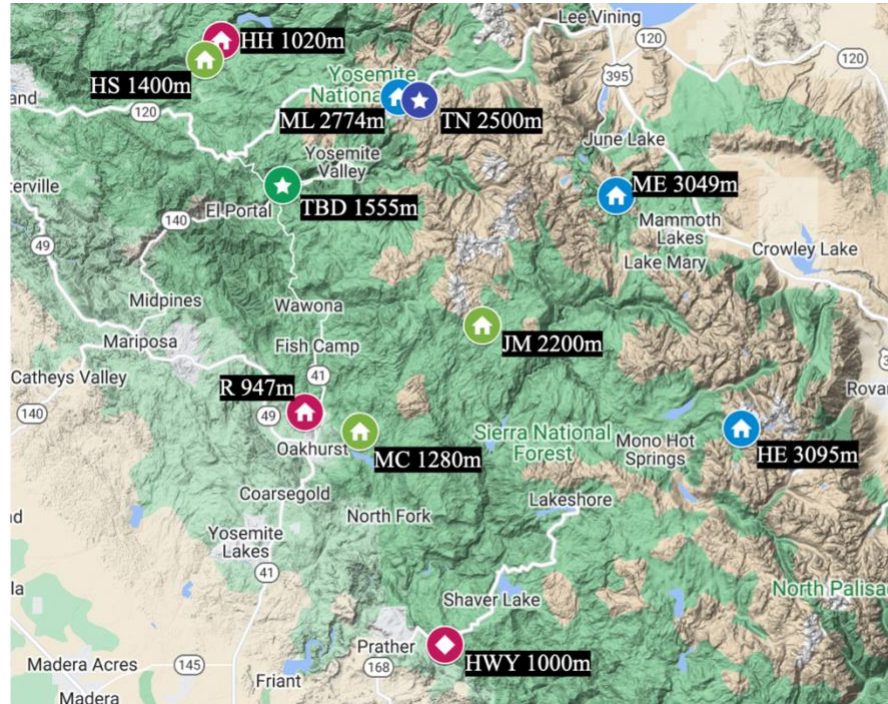 Lee Vining
HH 1020m
120
120
HS 1400m
395
Yosemite
National
and
120
ML 2774m
TN 2500m
June Lake
Yosemite
Valley
terville
ME 3049m
El Portal
TBD 1555m
140
Mammoth
Lakes
49
Crowley Lake
Lake Mary
Midpines
Wawona
Mariposa
JM 2200m
Fish Camp
Catheys Valley
41
R 947m
Rovan
140
49
Sierra National
Forest
Mono Hot
Springs
Oakhurst
MC 1280m
HE 3095m
Coarsegold
Lakeshore
North Fork
Yosemite
Lakes
41
la
North Palisa
Shaver Lake
Prather
Madera Acres
145
168
HWY 1000m
Friant
Madera